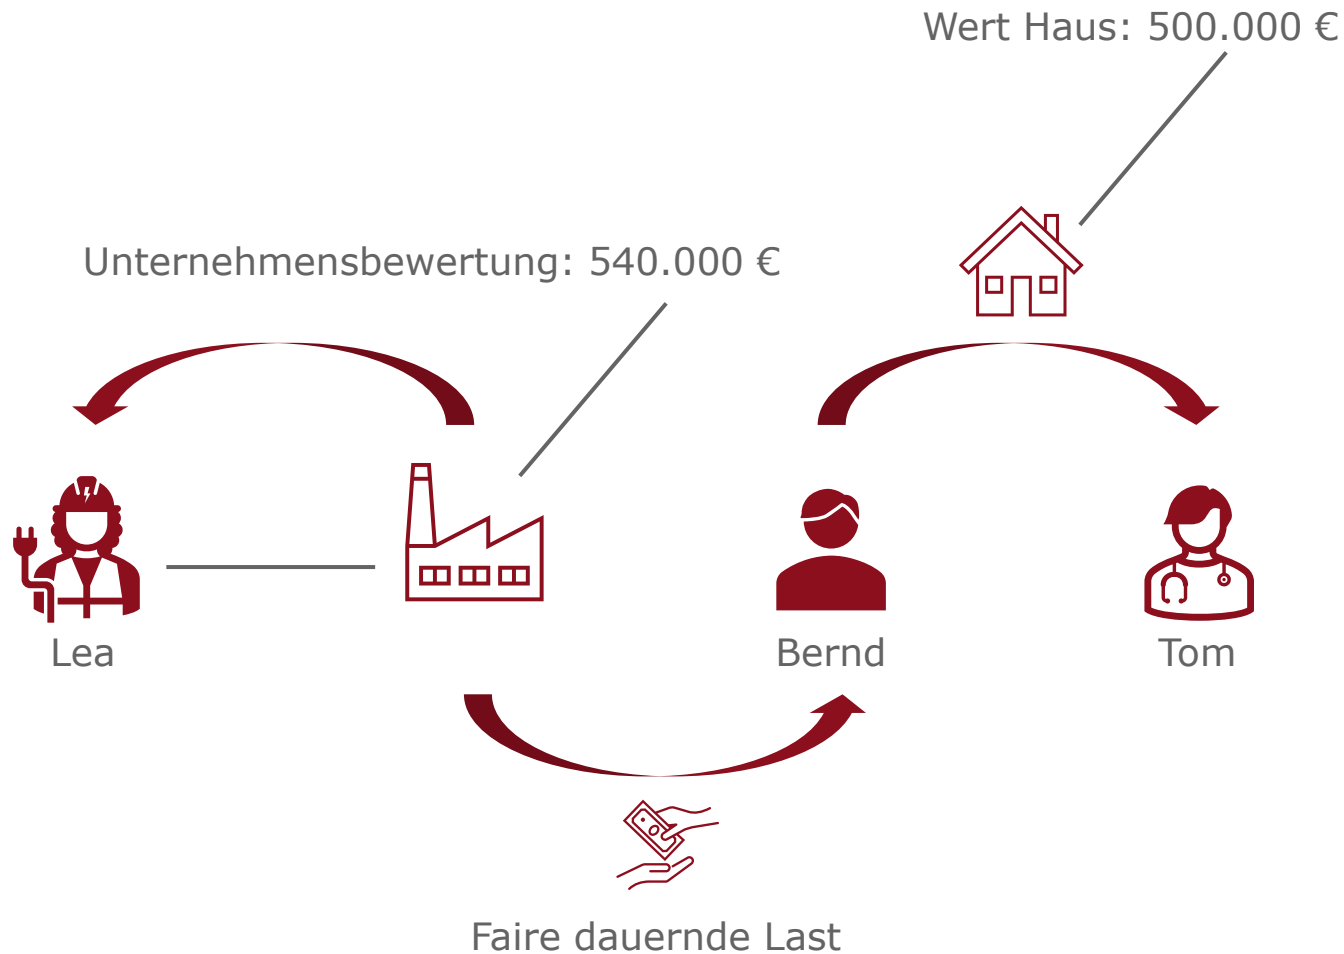 Wert Haus: 500.000 €
Unternehmensbewertung: 540.000 €
Lea
Bernd
Tom
Faire dauernde Last